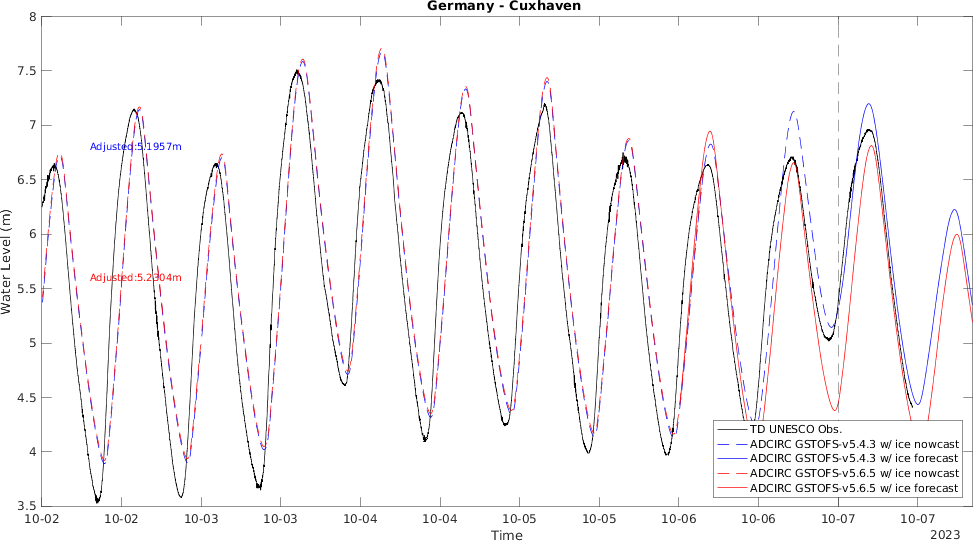 Germany - Cuxhaven
8
7.5
7
6.5
6
5.5
5
4.5
4
3.5
Water Level (m)
Adjusted:5.1957m
Adjusted:5.2304m
TD UNESCO Obs.
ADCIRC GSTOFS-v5.4.3 w/ ice nowcast
ADCIRC GSTOFS-v5.4.3 w/ ice forecast
ADCIRC GSTOFS-v5.6.5 w/ ice nowcast
ADCIRC GSTOFS-v5.6.5 w/ ice forecast
10-02 10-02 10-03 10-03 10-04 10-04 10-05 10-05 10-06 10-06 10-07 10-07
Time
2023